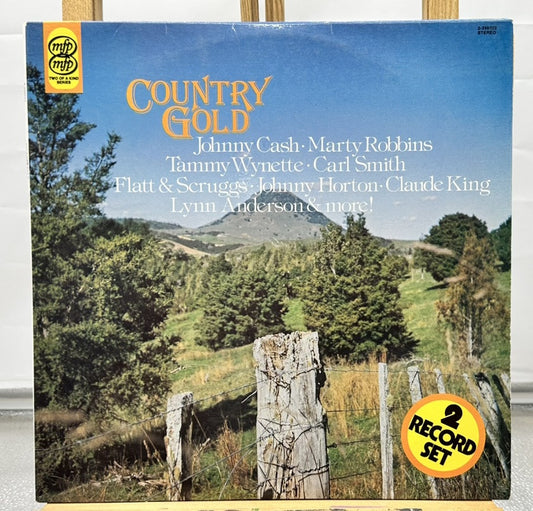 mfp
mfp
TWO OF A KIND
SERIES
STEREO
COUNTRY
GOLD
Johnny Cash · Marty Robbins
Tammy Wynette · Carl Smith
Flatt & Scruggs · Johnny Horton · Claude King
Lynn Anderson & more!
2
RECORD
SET